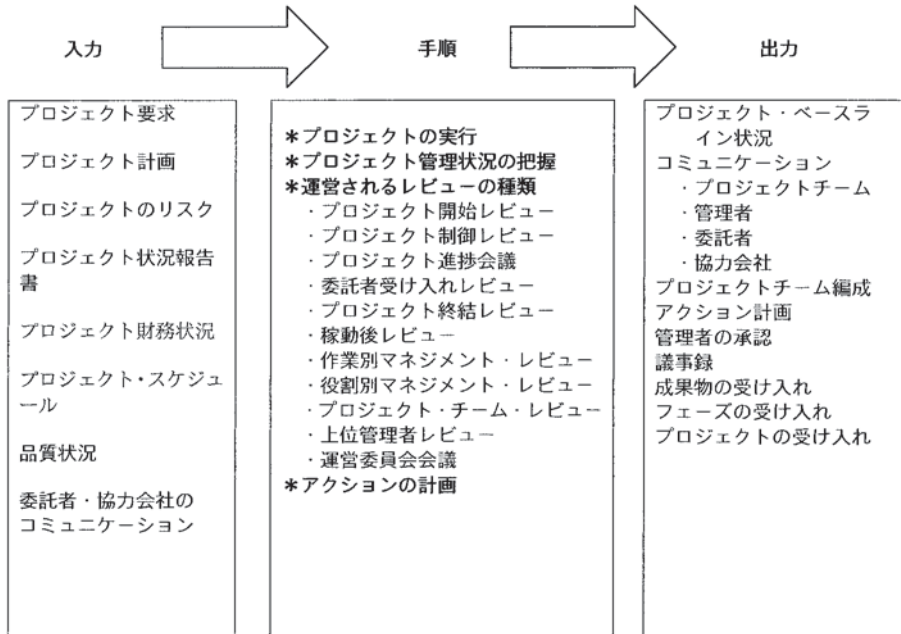 入力
手順
出力
プロジェクト要求
プロジェクト計画
プロジェクトのリスク
プロジェクト状況報告
書
プロジェクト財務状況
プロジェクト・スケジュ
ール
品質状況
委託者・協力会社の
コミュニケーション
＊プロジェクトの実行
＊プロジェクト管理状況の把握
＊運営されるレビューの種類
・プロジェクト開始レビュー
・プロジェクト制御レビュー
・プロジェクト進捗会議
・委託者受け入れレビュー
・プロジェクト終結レビュー
・稼動後レビュー
・作業別マネジメント・レビュー
・役割別マネジメント・レビュー
・プロジェクト・チーム・レビュー
・上位管理者レビュー
・運営委員会会議
＊アクションの計画
プロジェクト・ベースラ
イン状況
コミュニケーション
・プロジェクトチーム
・管理者
・委託者
・協力会社
プロジェクトチーム編成
アクション計画
管理者の承認
議事録
成果物の受け入れ
フェーズの受け入れ
プロジェクトの受け入れ